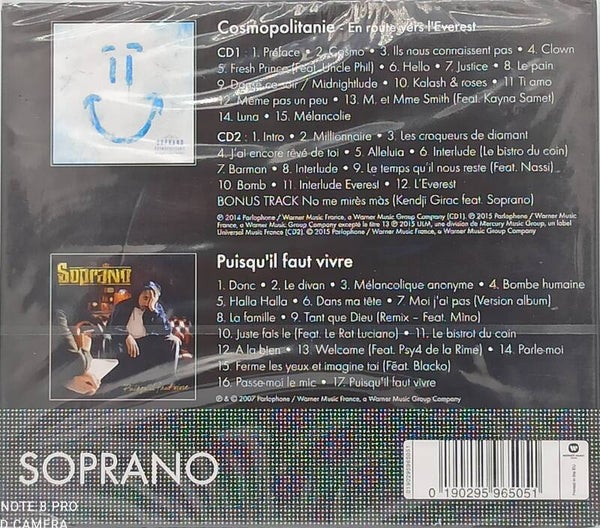 Cosmopolitanie - En route vers l'Everest
CD1 : 1. Préface • 2. Cosmo • 3. Ils nous connaissent pas • 4. Clown
5. Fresh Prince (Feat. Uncle Phil) • 6. Hello • 7. Justice • 8. Le pain
9. Danse ce soir / Midnightlude • 10. Kalash & roses • 11 Ti amo
12. Même pas un peu • 13. M. et Mme Smith (Feat. Kayna Samet)
14. Luna • 15. Mélancolie
CD2 : 1. Intro • 2. Millionnaire • 3. Les croqueurs de diamant
4. J'ai encore rêvé de toi • 5. Alleluia • 6. Interlude (Le bistro du coin)
7. Barman • 8. Interlude • 9. Le temps qu'il nous reste (Feat. Nassi)
10. Bomb • 11. Interlude Everest • 12. L'Everest
BONUS TRACK No me mirès màs (Kendji Girac feat. Soprano)
℗ 2014 Parlophone / Warner Music France, a Warner Music Group Company (CD1). ℗ 2015 Parlophone / Warner Music
France, a Warner Music Group Company excepté le titre 13 ℗ 2015 ULM, une division de Mercury Music Group, un label
Universal Music France (CD2). © 2015 Parlophone / Warner Music France, a Warner Music Group Company
SOPRANO
Soprano
Puisqu'il faut vivre
Puisqu'il faut vivre
1. Donc • 2. Le divan • 3. Mélancolique anonyme • 4. Bombe humaine
5. Halla Halla • 6. Dans ma tête • 7. Moi j'ai pas (Version album)
8. La famille • 9. Tant que Dieu (Remix – Feat. Mino)
10. Juste fais le (Feat. Le Rat Luciano) • 11. Le bistrot du coin
12. A la bien • 13. Welcome (Feat. Psy4 de la Rime) • 14. Parle-moi
15. Ferme les yeux et imagine toi (Feat. Blacko)
16. Passe-moi le mic • 17. Puisqu'il faut vivre
℗ & © 2007 Parlophone / Warner Music France, a Warner Music Group Company
SOPRANO
0 190295 965051
Printed in the EU
NOTE 8 PRO
D CAMERA